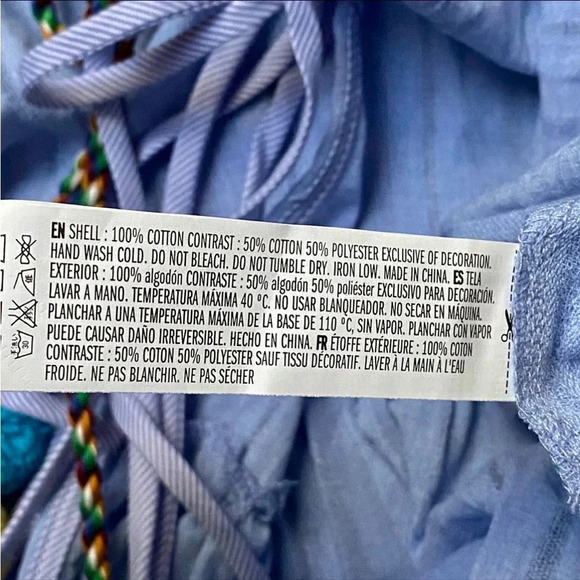 EN SHELL : 100% COTTON CONTRAST : 50% COTTON 50% POLYESTER EXCLUSIVE OF DECORATION.
HAND WASH COLD. DO NOT BLEACH. DO NOT TUMBLE DRY. IRON LOW. MADE IN CHINA. ES TELA
EXTERIOR : 100% algodón CONTRASTE : 50% algodón 50% poliéster EXCLUSIVO PARA DECORACIÓN.
LAVAR A MANO. TEMPERATURA MÁXIMA 40 ºC. NO USAR BLANQUEADOR. NO SECAR EN MÁQUINA.
PLANCHAR A UNA TEMPERATURA MÁXIMA DE LA BASE DE 110 ºC, SIN VAPOR. PLANCHAR CON VAPOR
PUEDE CAUSAR DAÑO IRREVERSIBLE. HECHO EN CHINA. FR ÉTOFFE EXTÉRIEURE : 100% COTON
CONTRASTE : 50% COTON 50% POLYESTER SAUF TISSU DÉCORATIF. LAVER À LA MAIN À L'EAU
FROIDE. NE PAS BLANCHIR. NE PAS SÉCHER